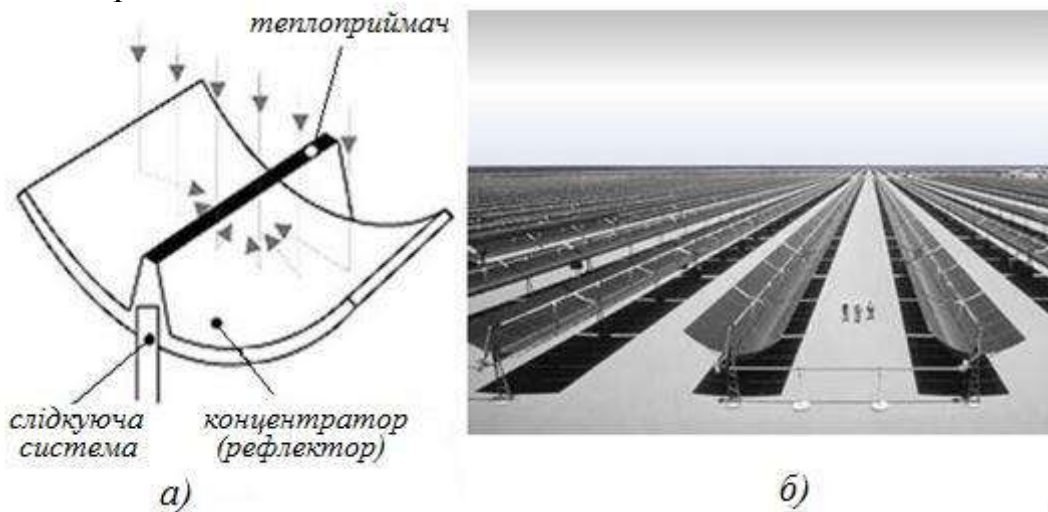 теплоприймач
слідкуюча
система
концентратор
(рефлектор)
а)
б)